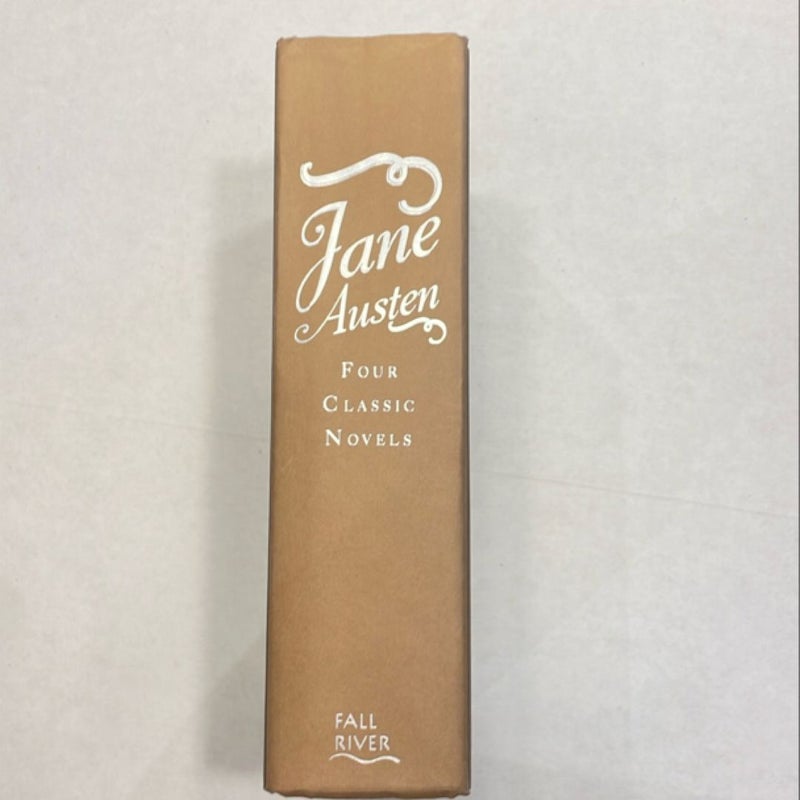 Jane
Austen
FOUR
CLASSIC
NOVELS
FALL
RIVER